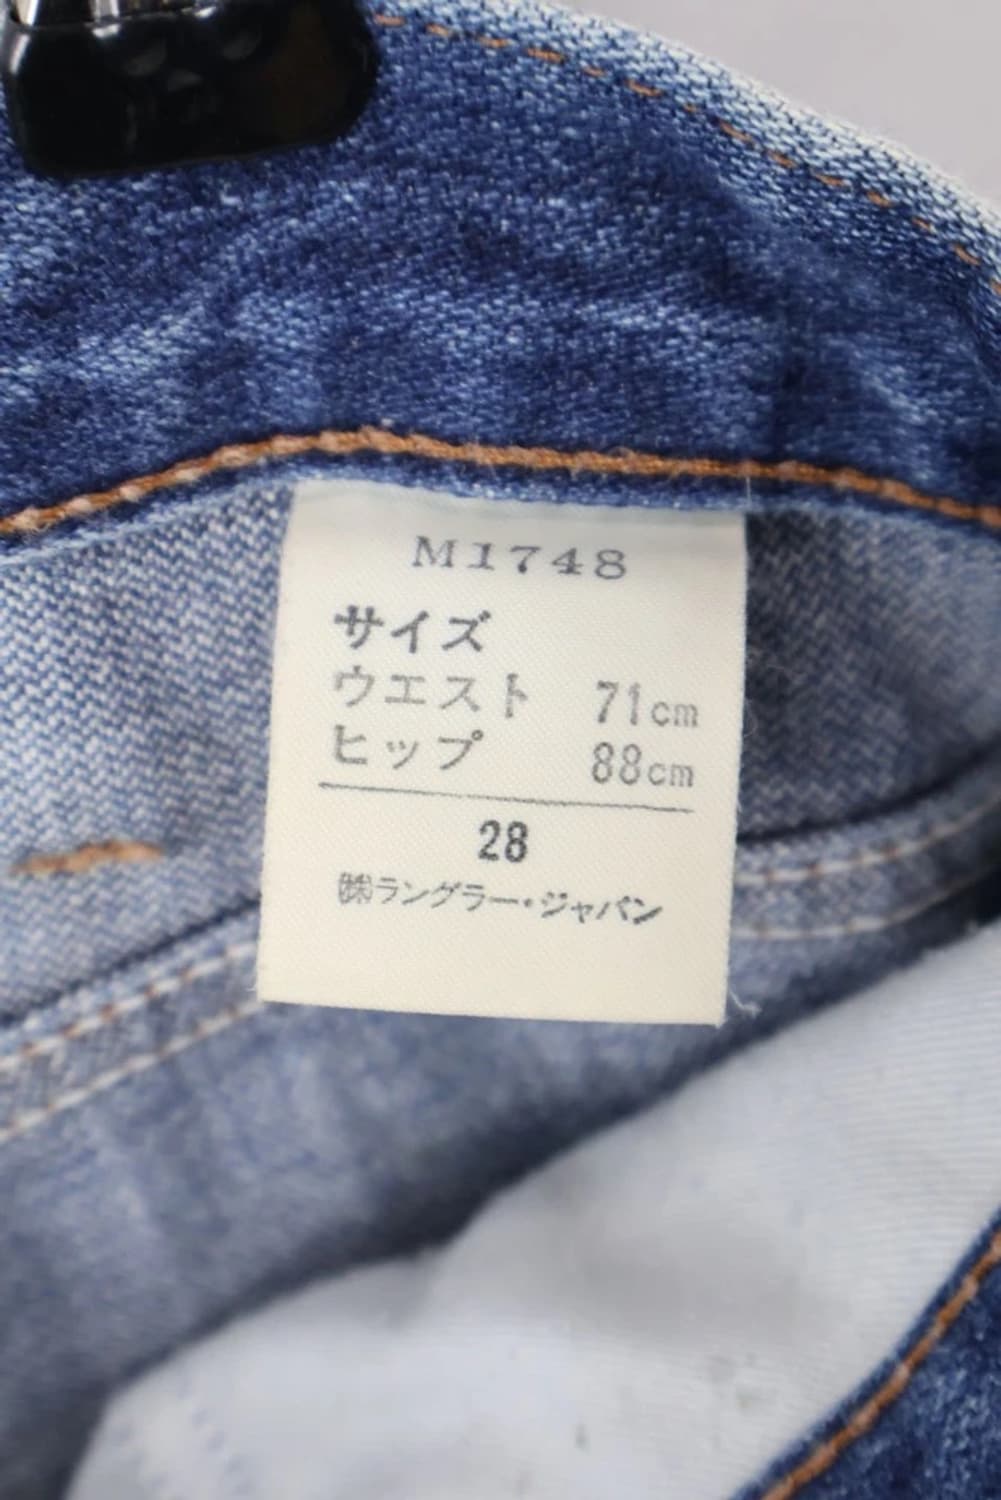 M1748
サイズ
ウエスト 71cm
ヒップ 88cm
28
㈱ラングラー・ジャパン